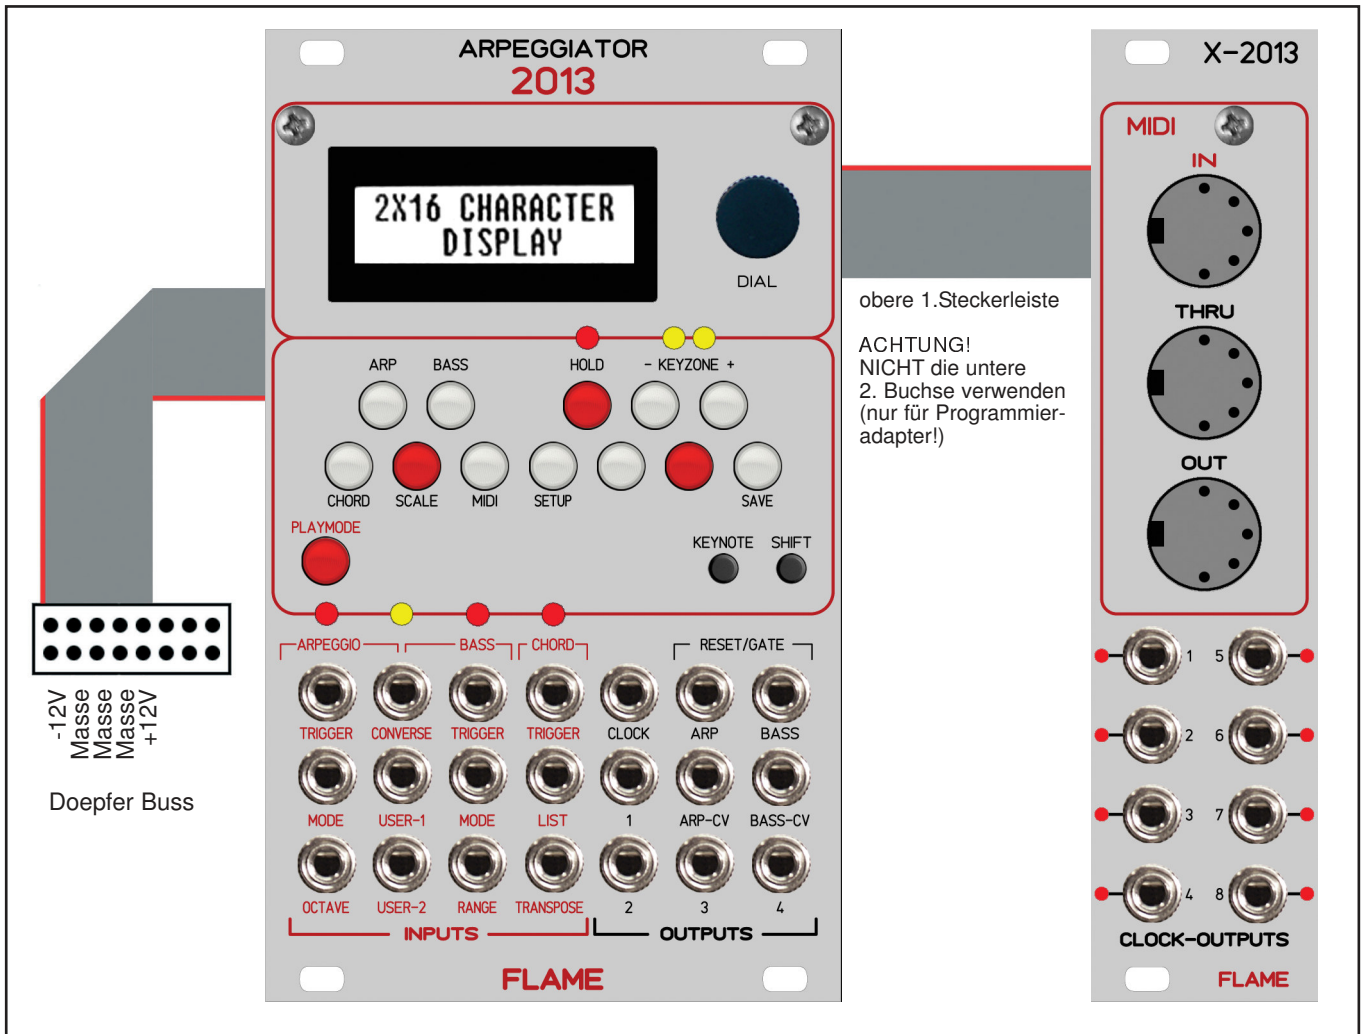 ARPEGGIATOR
2013
2X16 CHARACTER
DISPLAY
DIAL
ARP BASS HOLD - KEYZONE +
CHORD SCALE MIDI SETUP SAVE
PLAYMODE
KEYNOTE SHIFT
ARPEGGIO BASS CHORD RESET/GATE
TRIGGER CONVERSE TRIGGER TRIGGER CLOCK ARP BASS
MODE USER-1 MODE LIST 1 ARP-CV BASS-CV
OCTAVE USER-2 RANGE TRANSPOSE 2 3 4
INPUTS OUTPUTS
FLAME
-12V
Masse
Masse
Masse
+12V
Doepfer Buss
obere 1.Steckerleiste
ACHTUNG!
NICHT die untere
2. Buchse verwenden
(nur für Programmier-
adapter!)
X-2013
MIDI
IN
THRU
OUT
1 5
2 6
3 7
4 8
CLOCK-OUTPUTS
FLAME